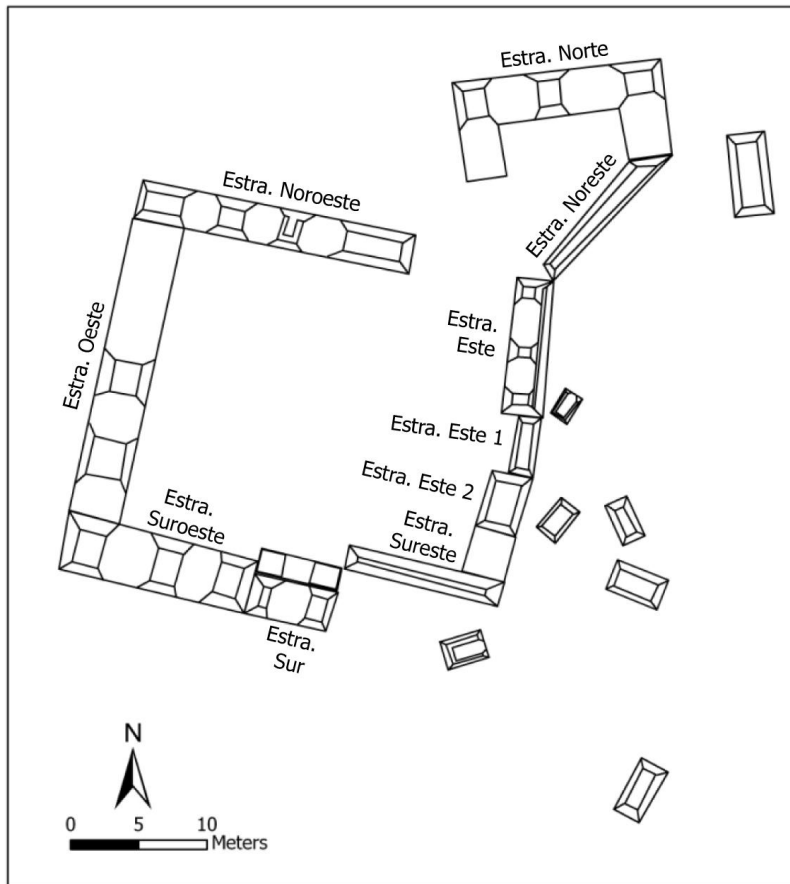 Estra. Norte
Estra. Noroeste
Estra. Noreste
Estra. Oeste
Estra.
Este
Estra. Este 1
Estra. Este 2
Estra.
Suroeste
Estra.
Sureste
Estra.
Sur
N
0 5 10
Meters